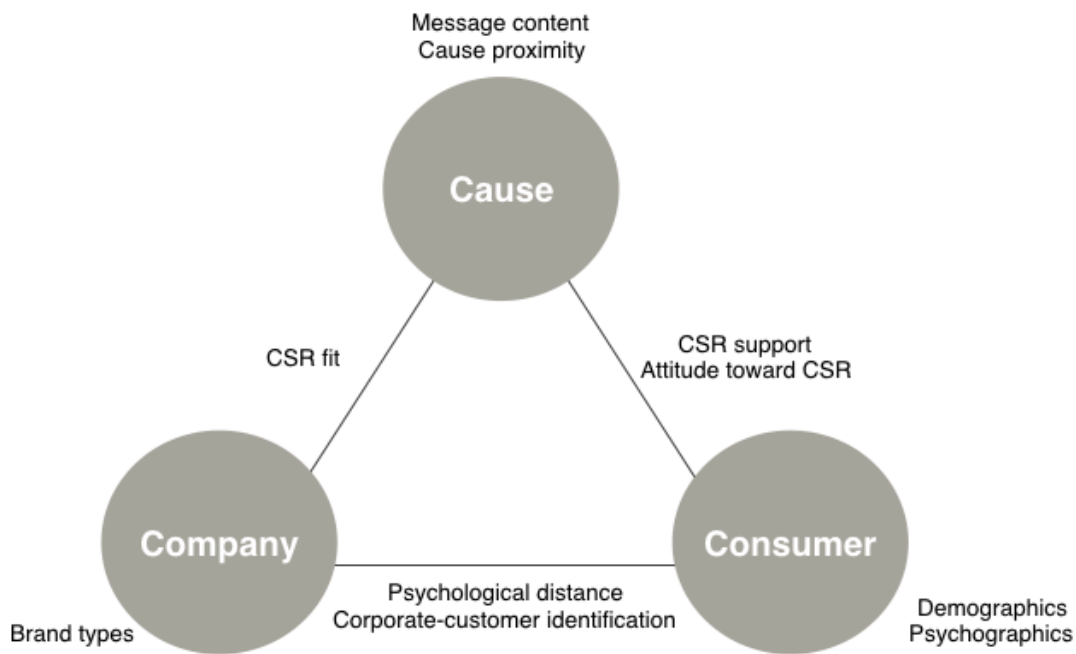 Message content
Cause proximity
Cause
CSR fit
CSR support
Attitude toward CSR
Company
Consumer
Psychological distance
Corporate-customer identification
Brand types
Demographics
Psychographics